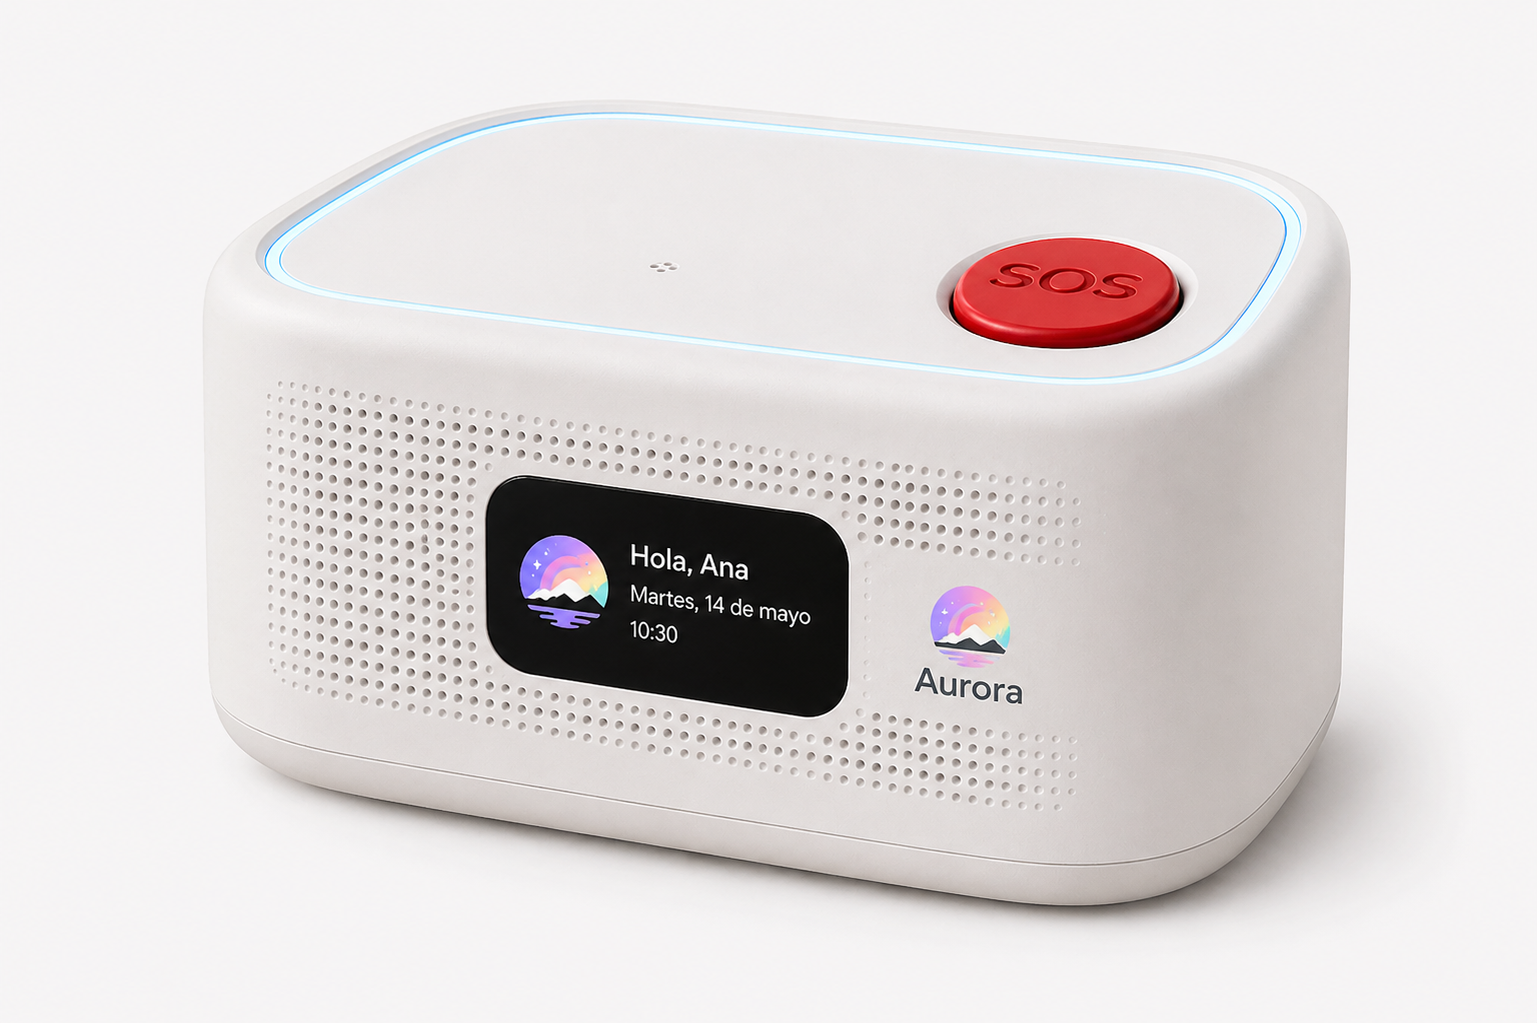 SOS
Hola, Ana
Martes, 14 de mayo
10:30
Aurora